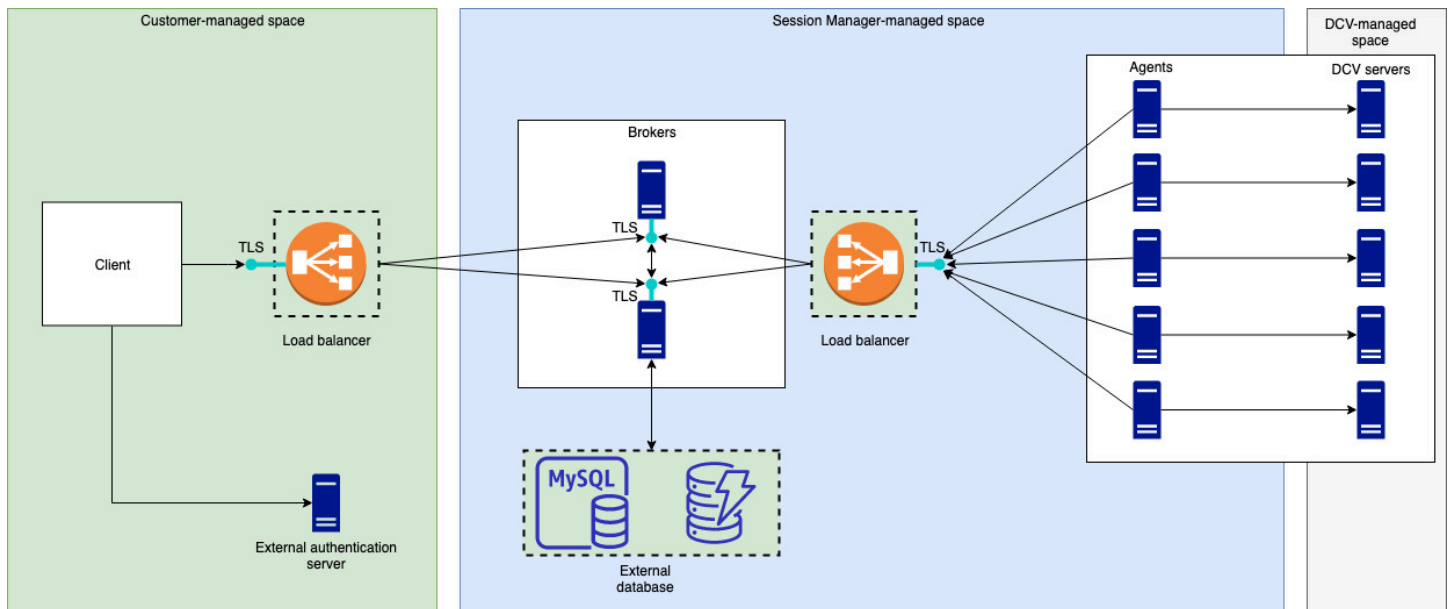 Customer-managed space
Session Manager-managed space
DCV-managed
space
Agents
DCV servers
Brokers
TLS
TLS
TLS
TLS
Client
Load balancer
Load balancer
MySQL
External authentication
server
External
database